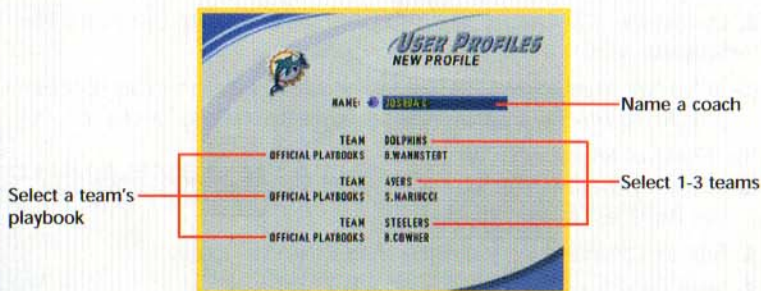 USER PROFILES
NEW PROFILE
NAME: JOSHUA C
Name a coach
TEAM DOLPHINS
OFFICIAL PLAYBOOKS D.WANNSTEDT
Select a team's
playbook
TEAM 49ERS
OFFICIAL PLAYBOOKS S.MARIUCCI
Select 1-3 teams
TEAM STEELERS
OFFICIAL PLAYBOOKS B.COWHER